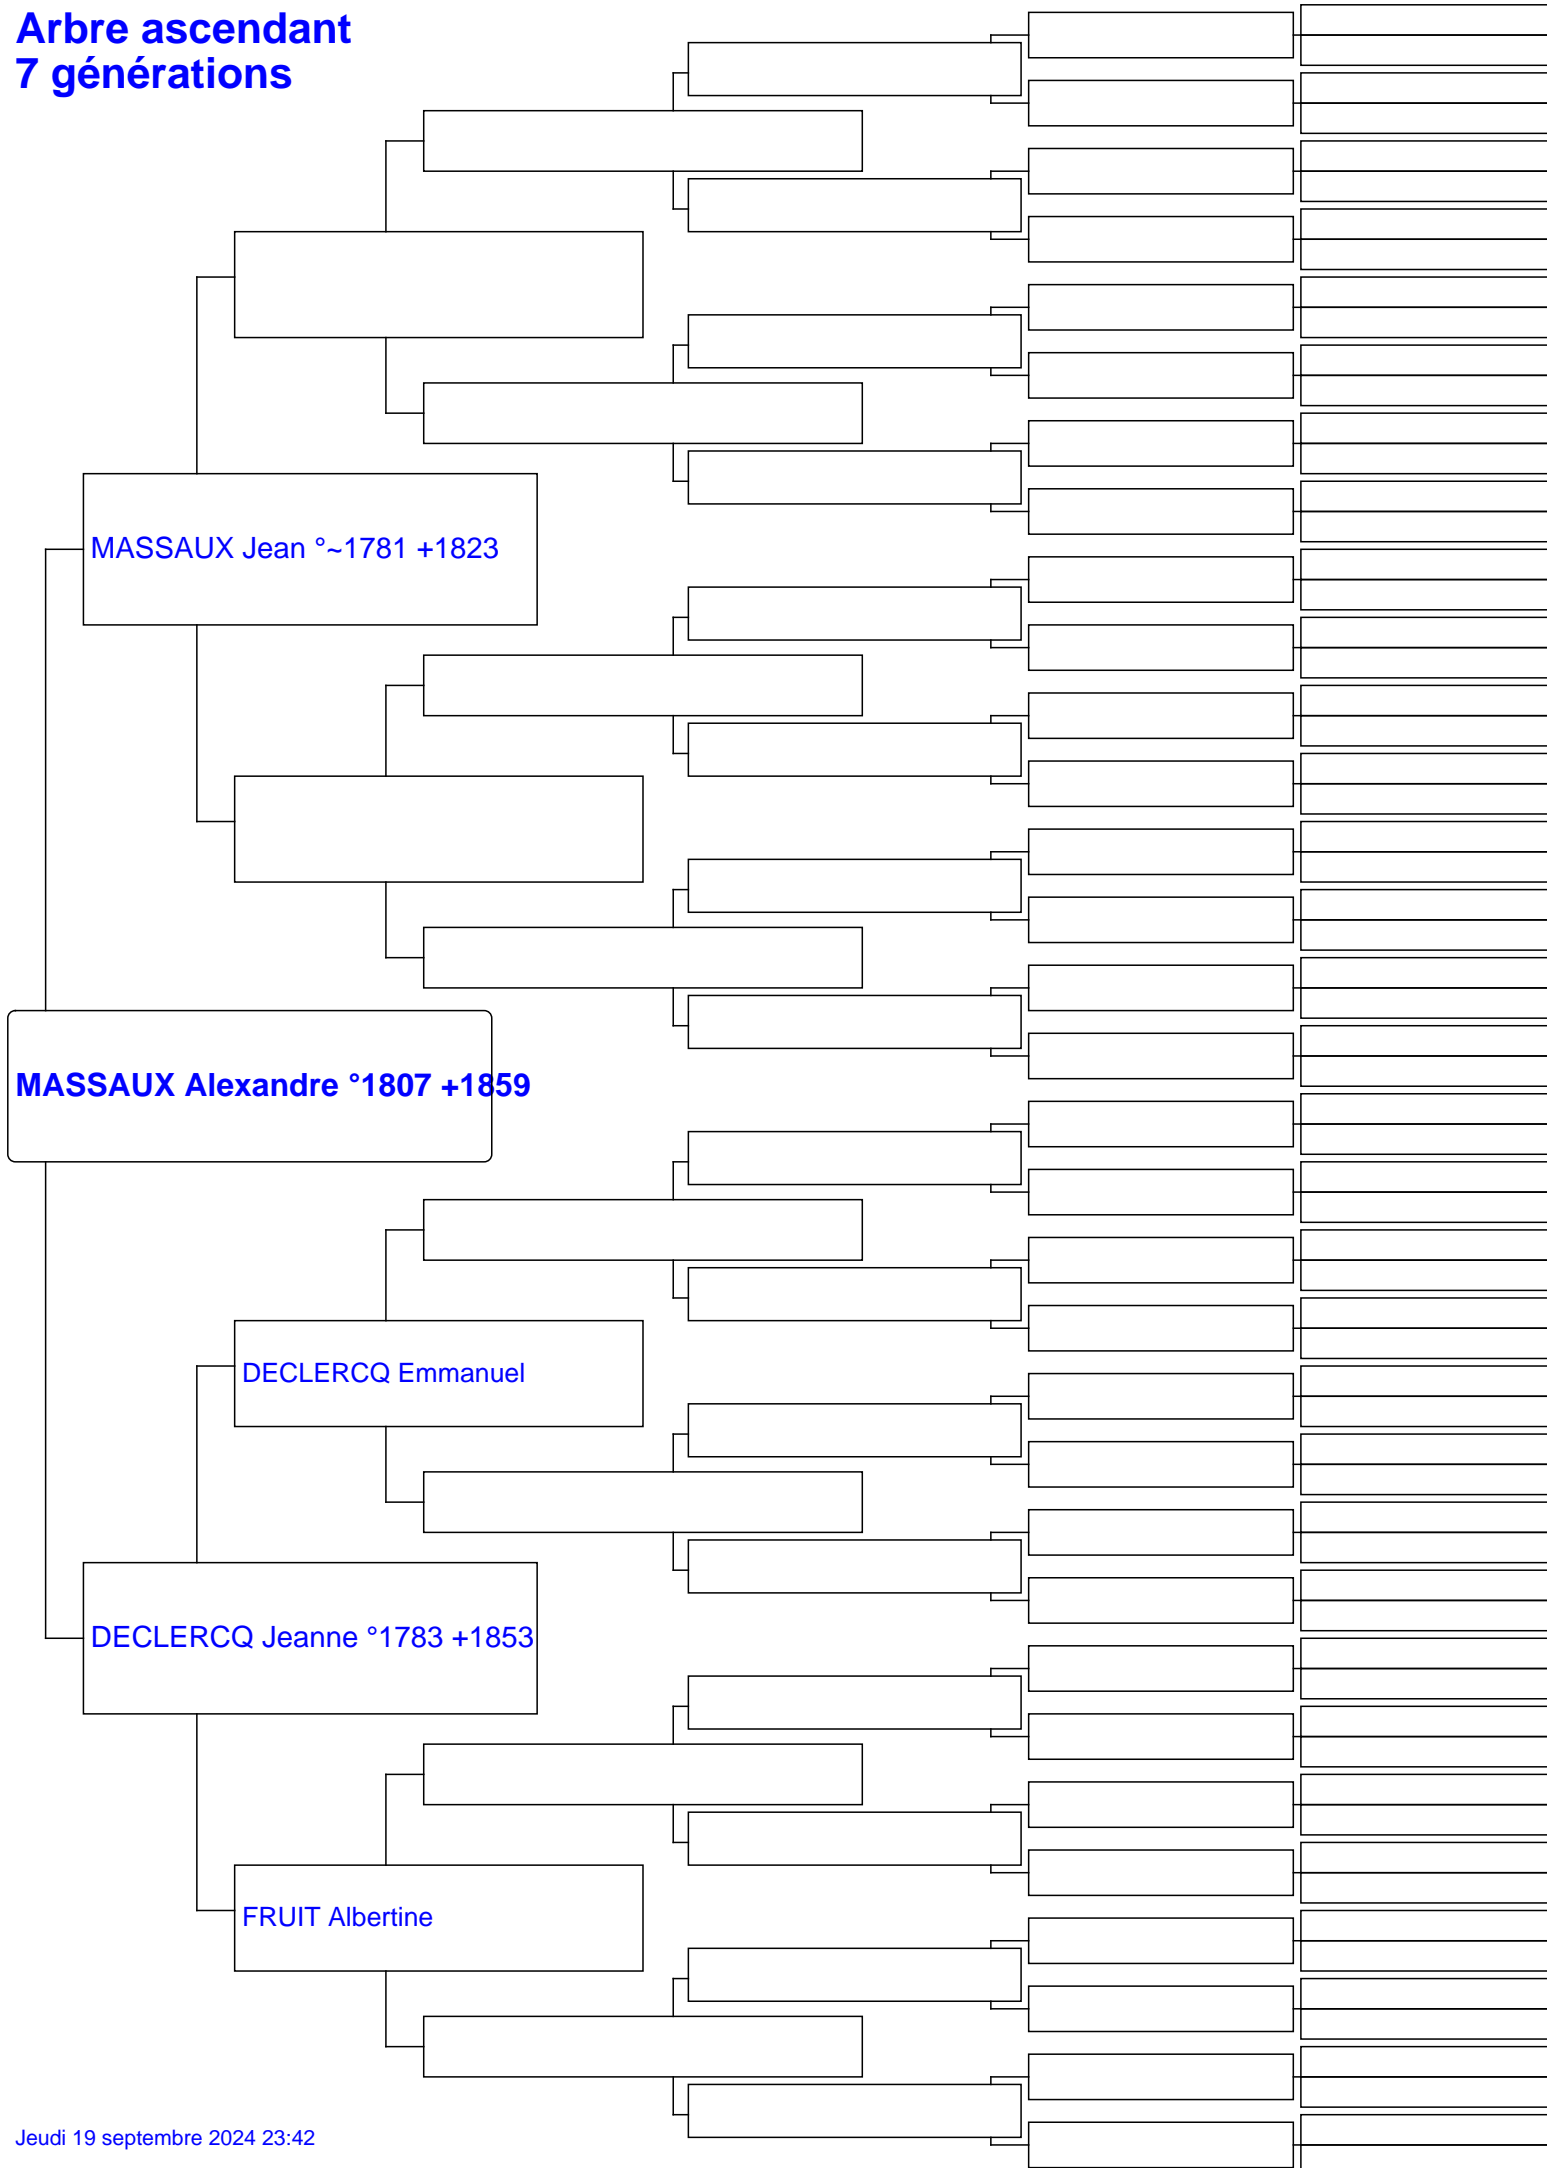 Arbre ascendant
7 générations
MASSAUX Jean °~1781 +1823
MASSAUX Alexandre °1807 +1859
DECLERCQ Emmanuel
DECLERCQ Jeanne °1783 +1853
FRUIT Albertine
Jeudi 19 septembre 2024 23:42